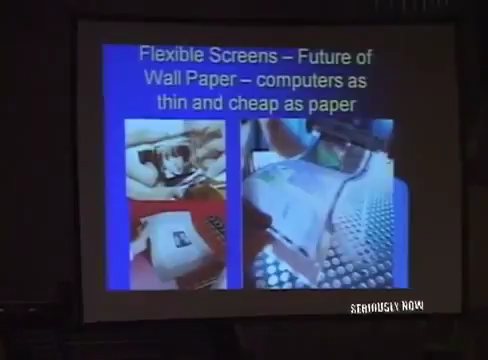 Flexible Screens – Future of
Wall Paper – computers as
thin and cheap as paper
SERIOUSLY NOW